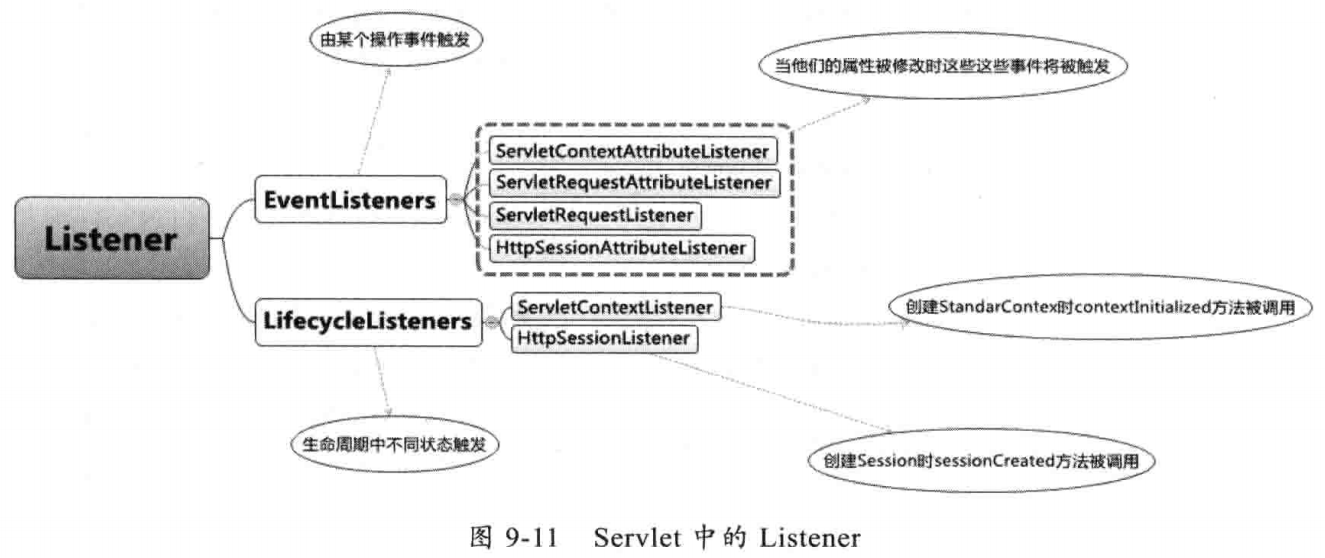 由某个操作事件触发
当他们的属性被修改时这些这些事件将被触发
ServletContextAttributeListener
ServletRequestAttributeListener
EventListeners
ServletRequestListener
HttpSessionAttributeListener
Listener
ServletContextListener
创建StandarContex时contextInitialized方法被调用
LifecycleListeners
HttpSessionListener
生命周期中不同状态触发
创建Session时sessionCreated方法被调用
图 9-11 Servlet 中的 Listener